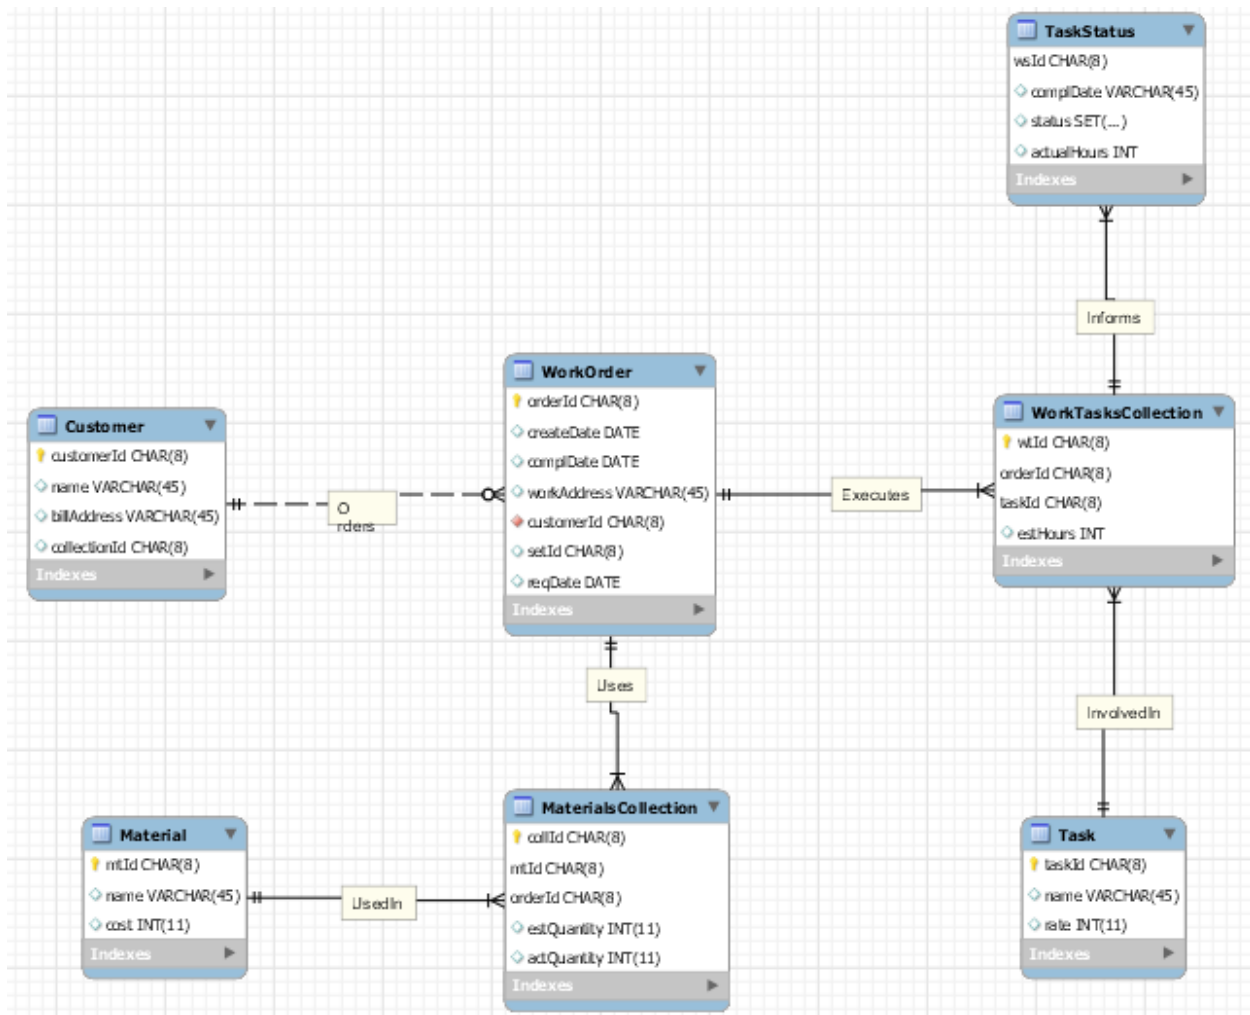 TaskStatus
wsId CHAR(8)
complDate VARCHAR(45)
status SET(...)
actualHours INT
Indexes
Informs
WorkOrder
orderId CHAR(8)
createDate DATE
complDate DATE
workAddress VARCHAR(45)
customerId CHAR(8)
setId CHAR(8)
reqDate DATE
Indexes
Customer
customerId CHAR(8)
name VARCHAR(45)
billAddress VARCHAR(45)
collectionId CHAR(8)
Indexes
O
rders
Executes
WorkTasksCollection
wtId CHAR(8)
orderId CHAR(8)
taskId CHAR(8)
estHours INT
Indexes
Uses
InvolvedIn
Material
mtId CHAR(8)
name VARCHAR(45)
cost INT(11)
Indexes
UsedIn
MaterialsCollection
collId CHAR(8)
mtId CHAR(8)
orderId CHAR(8)
estQuantity INT(11)
actQuantity INT(11)
Indexes
Task
taskId CHAR(8)
name VARCHAR(45)
rate INT(11)
Indexes